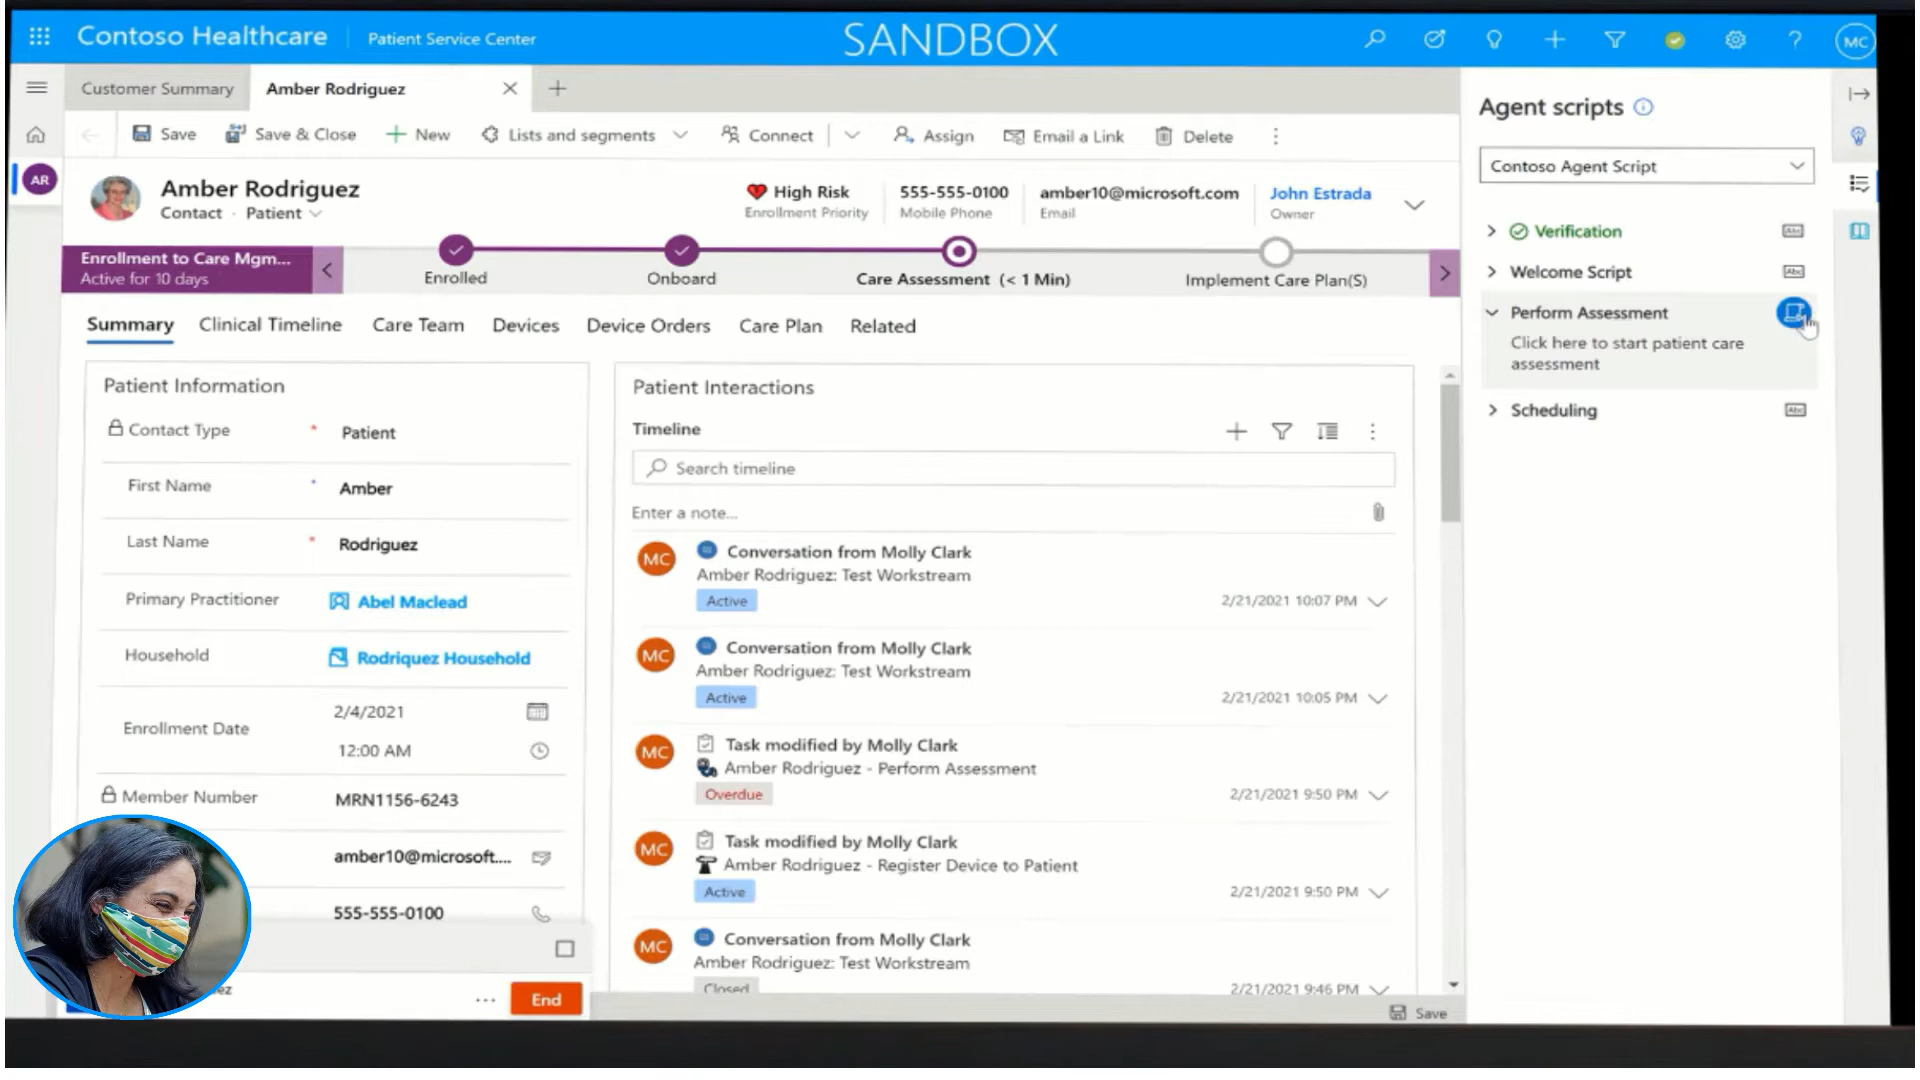 Contoso Healthcare
Patient Service Center
SANDBOX
MC
Customer Summary
Amber Rodriguez
Save
Save & Close
New
Lists and segments
Connect
Assign
Email a Link
Delete
AR
Amber Rodriguez
Contact · Patient
High Risk
Enrollment Priority
555-555-0100
Mobile Phone
amber10@microsoft.com
Email
John Estrada
Owner
Enrollment to Care Mgm...
Active for 10 days
Enrolled
Onboard
Care Assessment (< 1 Min)
Implement Care Plan(S)
Summary
Clinical Timeline
Care Team
Devices
Device Orders
Care Plan
Related
Patient Information
Contact Type * Patient
First Name * Amber
Last Name * Rodriguez
Primary Practitioner Abel Maclead
Household Rodriquez Household
Enrollment Date
2/4/2021
12:00 AM
Member Number MRN1156-6243
amber10@microsoft....
555-555-0100
End
Patient Interactions
Timeline
Search timeline
Enter a note...
MC
Conversation from Molly Clark
Amber Rodriguez: Test Workstream
Active
2/21/2021 10:07 PM
MC
Conversation from Molly Clark
Amber Rodriguez: Test Workstream
Active
2/21/2021 10:05 PM
MC
Task modified by Molly Clark
Amber Rodriguez - Perform Assessment
Overdue
2/21/2021 9:50 PM
MC
Task modified by Molly Clark
Amber Rodriguez - Register Device to Patient
Active
2/21/2021 9:50 PM
MC
Conversation from Molly Clark
Amber Rodriguez: Test Workstream
Closed
2/21/2021 9:46 PM
Save
Agent scripts
Contoso Agent Script
Verification
Abc
Welcome Script
Abc
Perform Assessment
Click here to start patient care
assessment
Scheduling
Abc